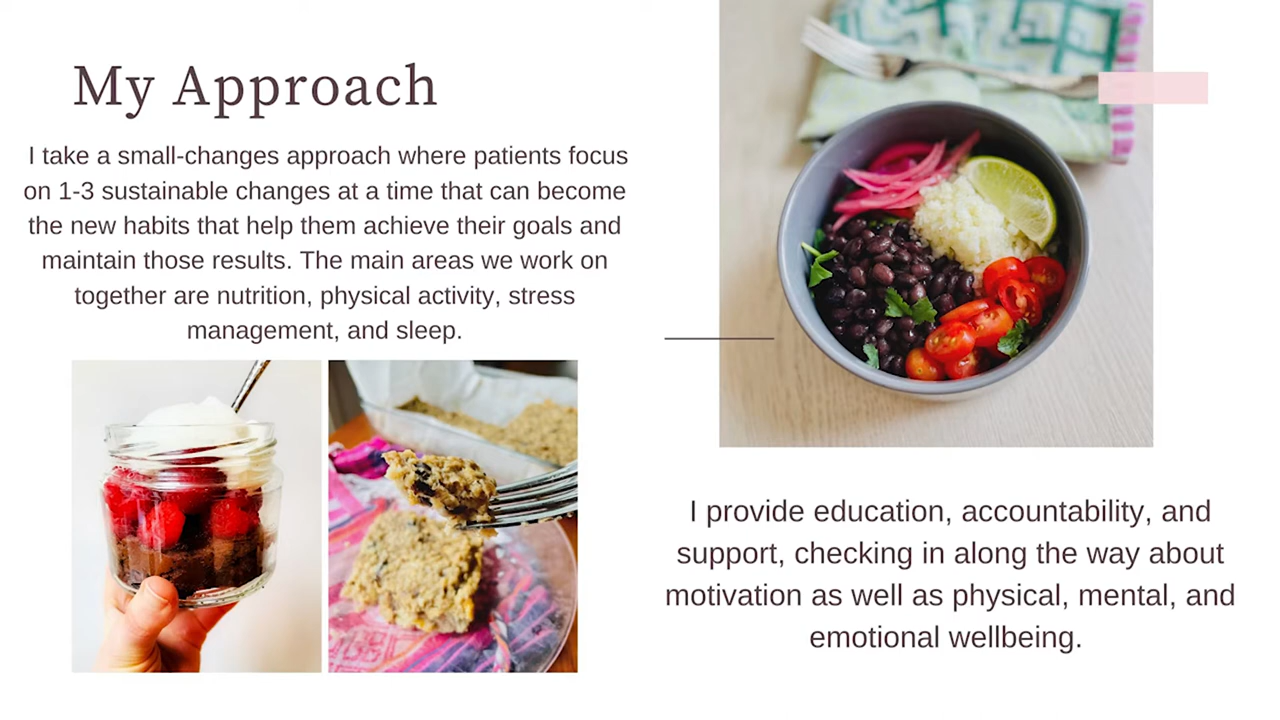 My Approach
I take a small-changes approach where patients focus
on 1-3 sustainable changes at a time that can become
the new habits that help them achieve their goals and
maintain those results. The main areas we work on
together are nutrition, physical activity, stress
management, and sleep.
I provide education, accountability, and
support, checking in along the way about
motivation as well as physical, mental, and
emotional wellbeing.